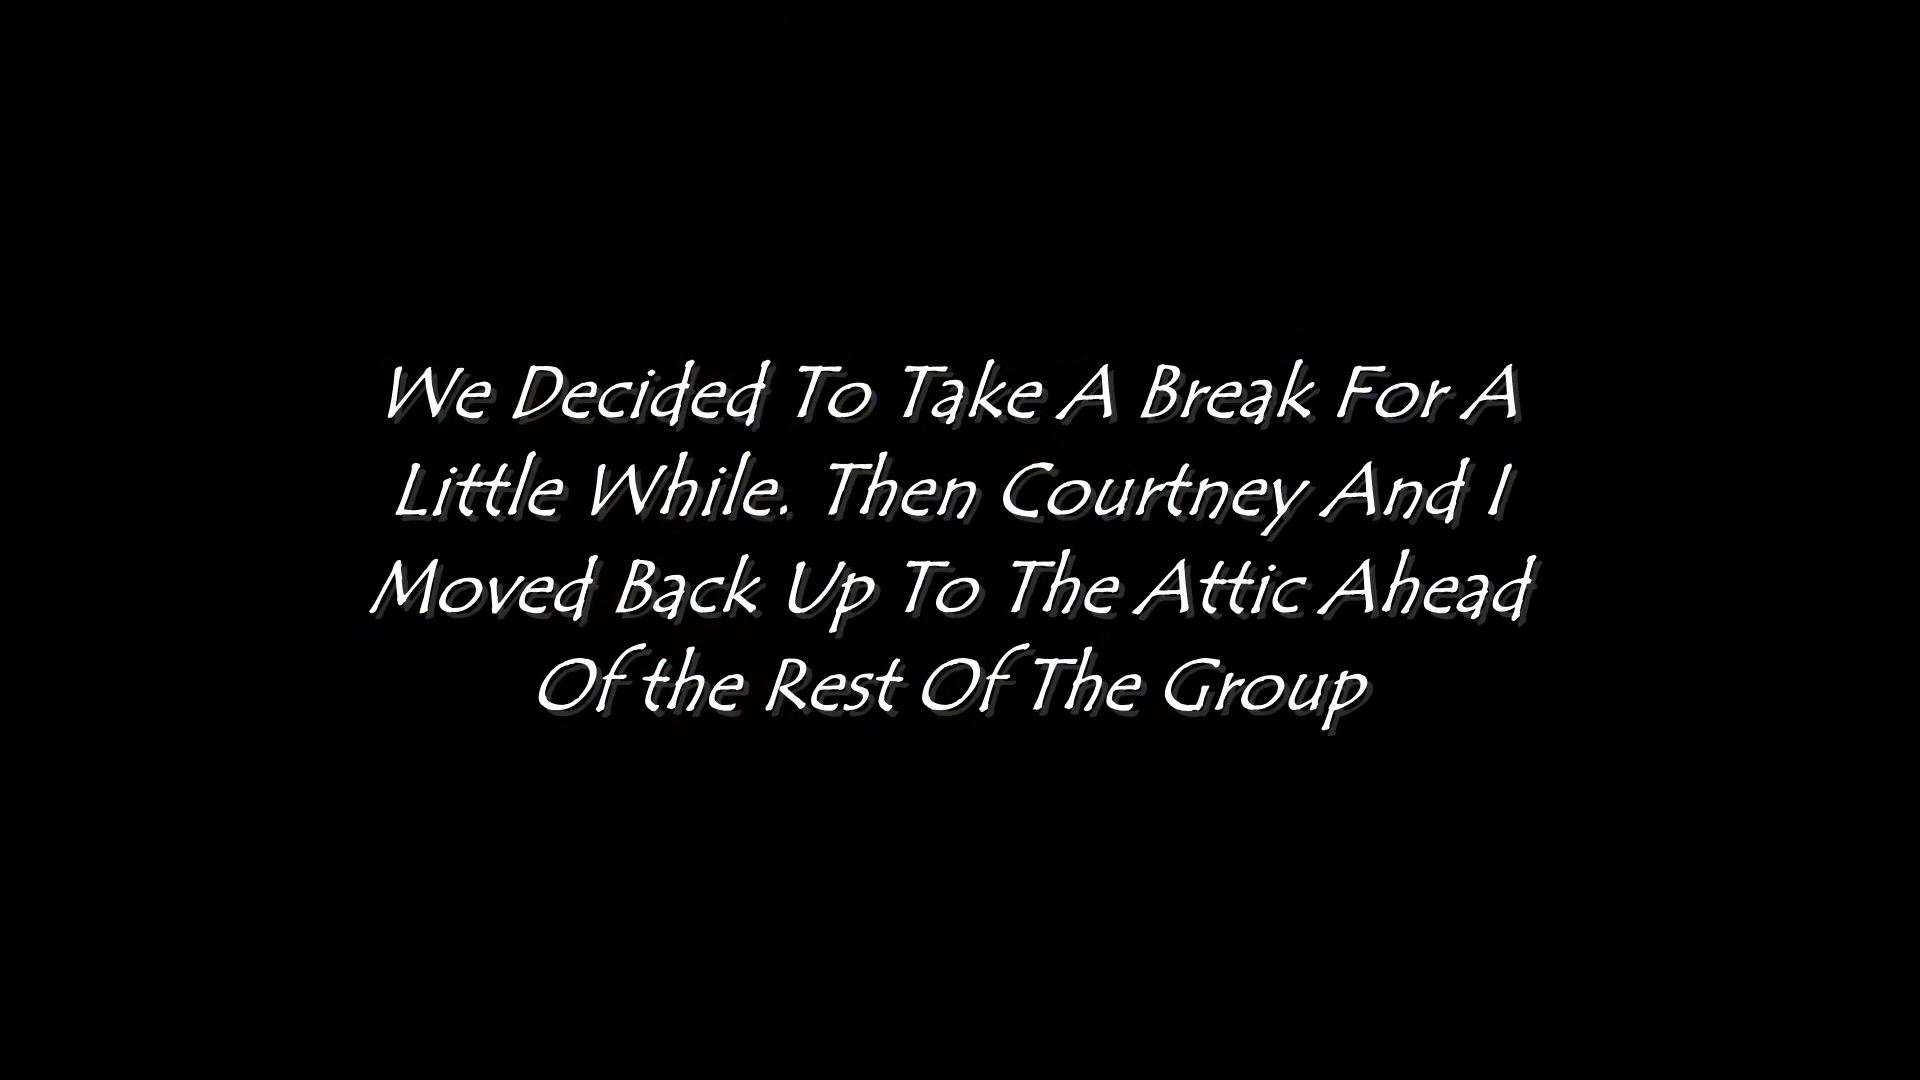 We Decided To Take A Break For A
Little While. Then Courtney And I
Moved Back Up To The Attic Ahead
Of the Rest Of The Group